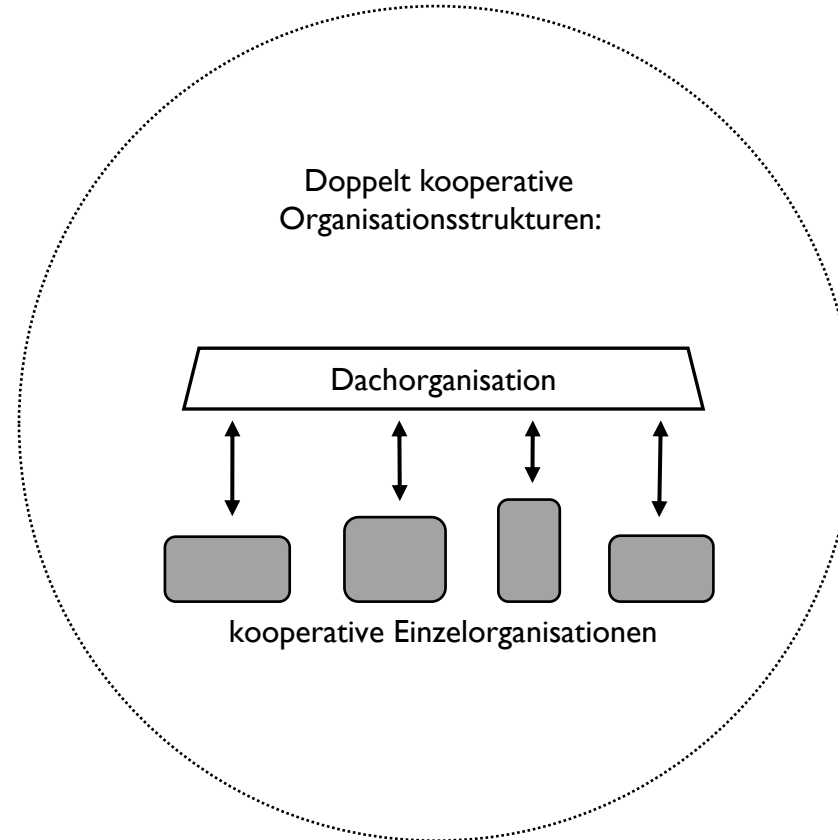 Doppelt kooperative
Organisationsstrukturen:
Dachorganisation
kooperative Einzelorganisationen